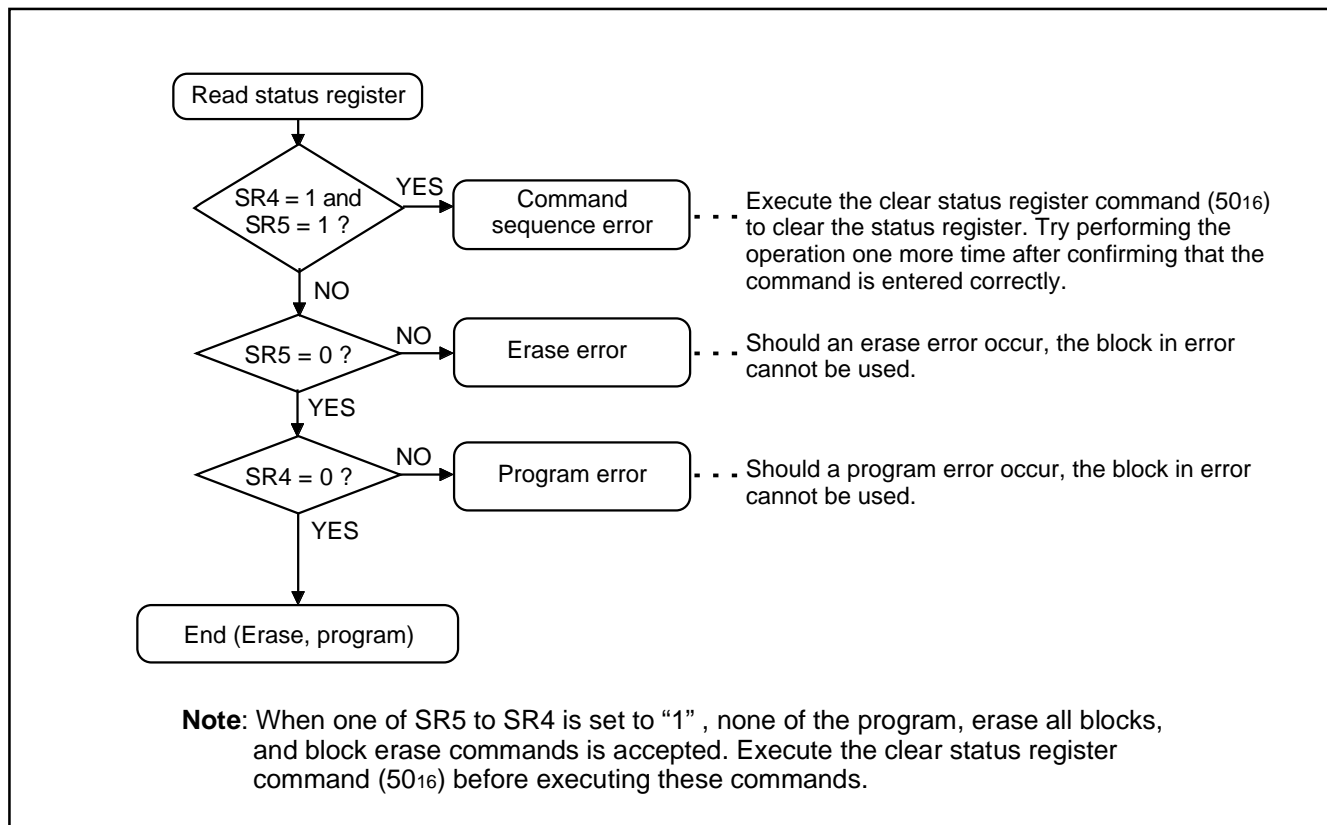 Read status register
SR4 = 1 and
SR5 = 1 ?
YES
Command
sequence error
Execute the clear status register command (5016)
to clear the status register. Try performing the
operation one more time after confirming that the
command is entered correctly.
NO
SR5 = 0 ?
NO
Erase error
Should an erase error occur, the block in error
cannot be used.
YES
SR4 = 0 ?
NO
Program error
Should a program error occur, the block in error
cannot be used.
YES
End (Erase, program)
Note: When one of SR5 to SR4 is set to “1” , none of the program, erase all blocks,
and block erase commands is accepted. Execute the clear status register
command (5016) before executing these commands.